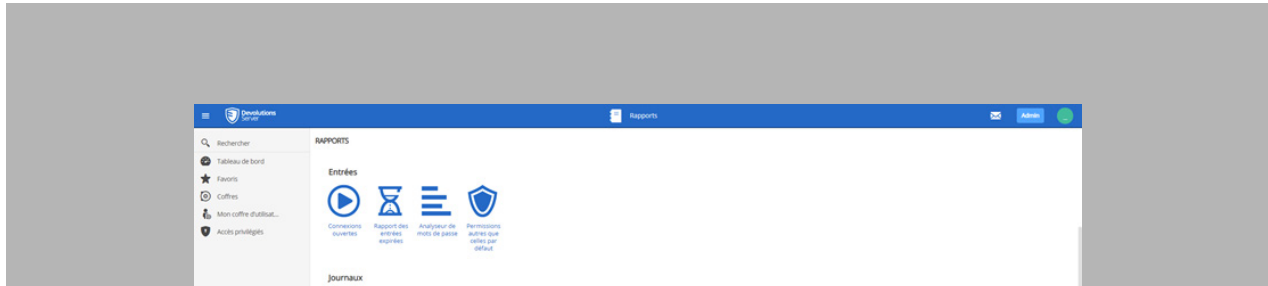 Devolutions
Server
Rapports
Admin
Rechercher
Tableau de bord
Favoris
Coffres
Mon coffre d'utilisat...
Accès privilégiés
RAPPORTS
Entrées
Connexions
ouvertes
Rapport des
entrées
expirées
Analyseur de
mots de passe
Permissions
autres que
celles par
défaut
Journaux